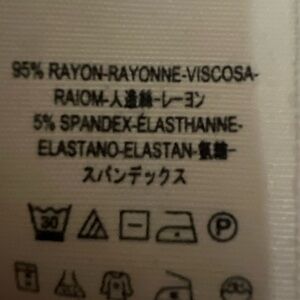 95% RAYON-RAYONNE-VISCOSA-
RAIOM-人造絲-レーヨン
5% SPANDEX-ÉLASTHANNE-
ELASTANO-ELASTAN-氨綸-
スパンデックス
30
P